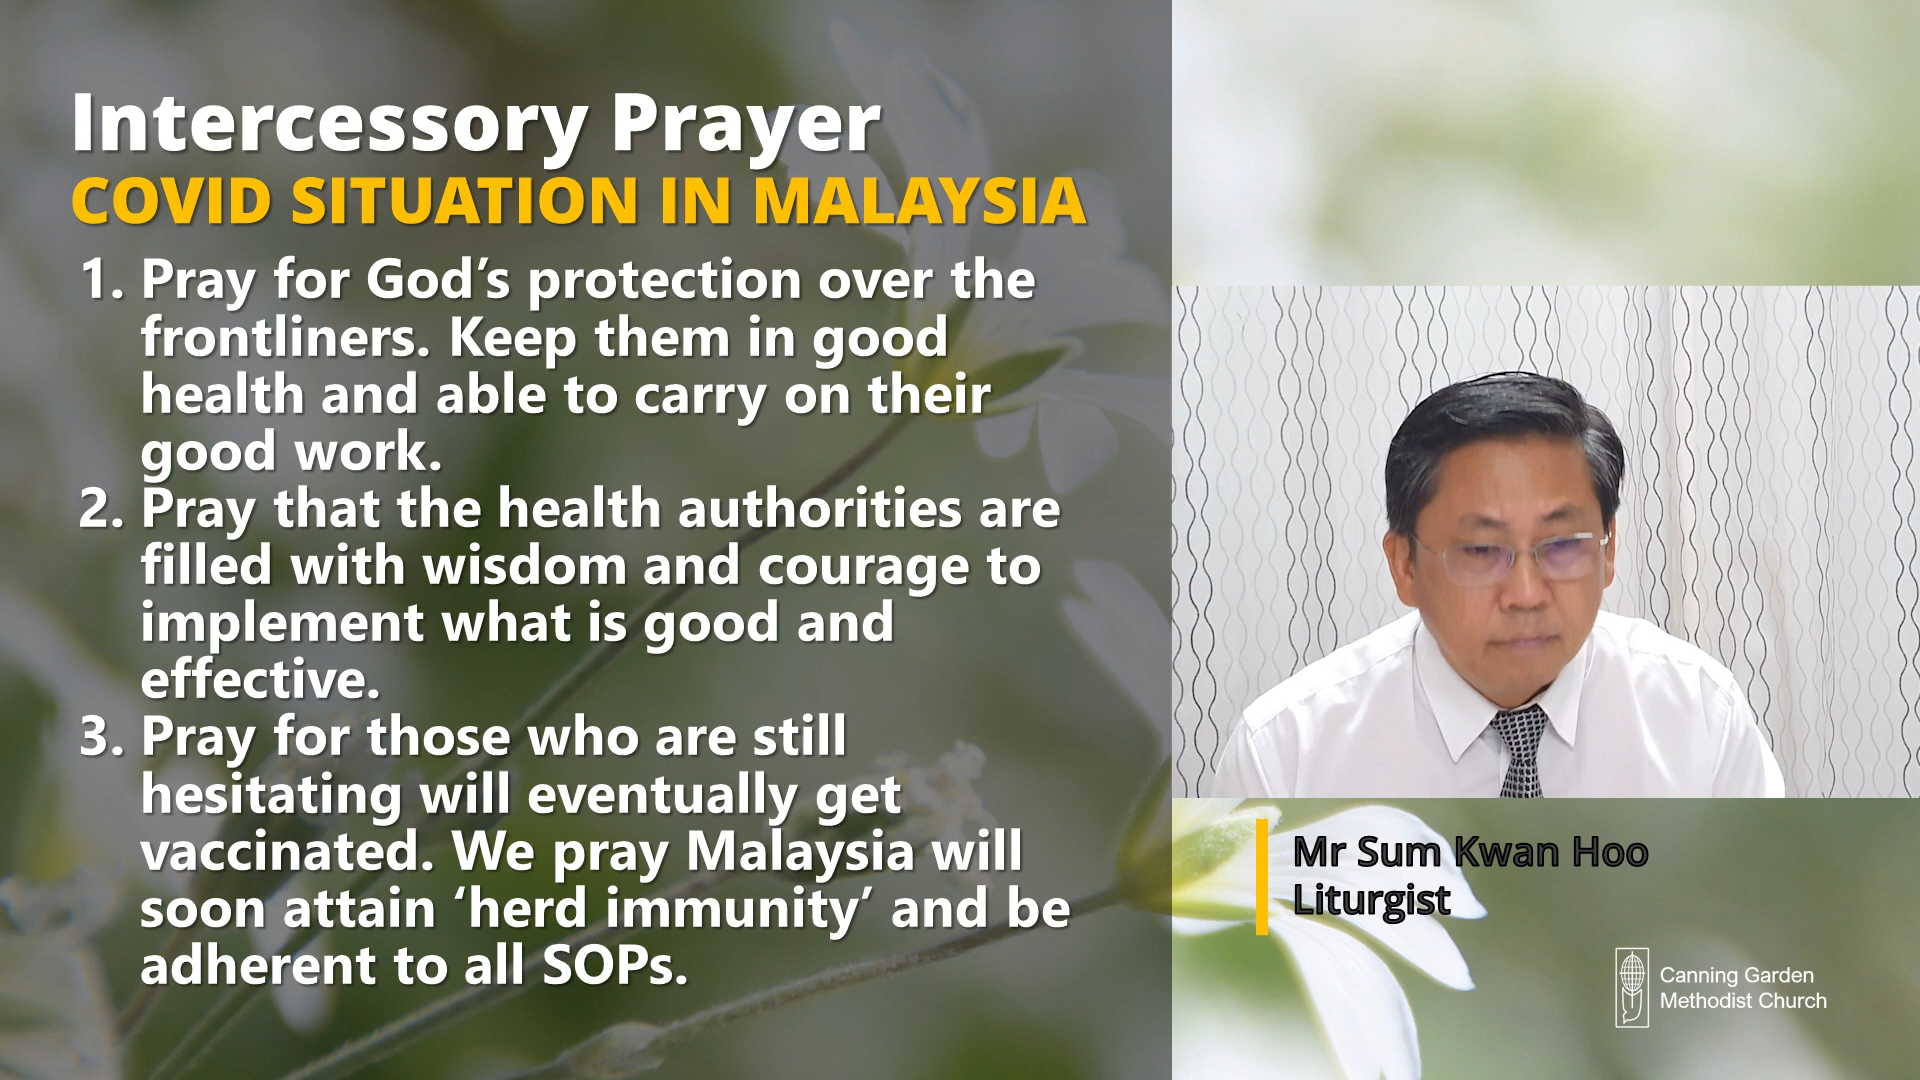 Intercessory Prayer
COVID SITUATION IN MALAYSIA
1. Pray for God’s protection over the
frontliners. Keep them in good
health and able to carry on their
good work.
2. Pray that the health authorities are
filled with wisdom and courage to
implement what is good and
effective.
3. Pray for those who are still
hesitating will eventually get
vaccinated. We pray Malaysia will
soon attain ‘herd immunity’ and be
adherent to all SOPs.
Mr Sum Kwan Hoo
Liturgist
Canning Garden
Methodist Church